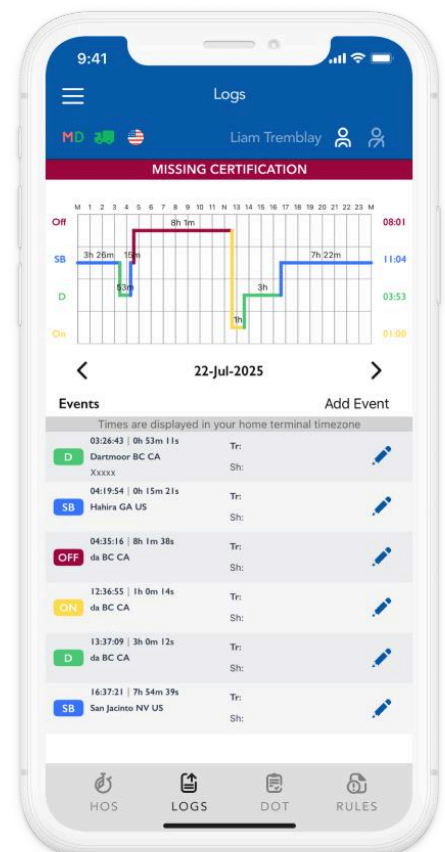 9:41
Logs
MD Liam Tremblay
MISSING CERTIFICATION
M 1 2 3 4 5 6 7 8 9 10 11 N 13 14 15 16 17 18 19 20 21 22 23 M
Off 8h 1m 08:01
SB 3h 26m 15m 7h 22m 11:04
D 53m 3h 03:53
On 1h 01:00
22-Jul-2025
Events Add Event
Times are displayed in your home terminal timezone
03:26:43 | 0h 53m 11s Tr:
D Dartmoor BC CA
Xxxxx Sh:
04:19:54 | 0h 15m 21s Tr:
SB Hahira GA US
Sh:
04:35:16 | 8h 1m 38s Tr:
OFF da BC CA
Sh:
12:36:55 | 1h 0m 14s Tr:
ON da BC CA
Sh:
13:37:09 | 3h 0m 12s Tr:
D da BC CA
Sh:
16:37:21 | 7h 54m 39s Tr:
SB San Jacinto NV US
Sh:
HOS LOGS DOT RULES